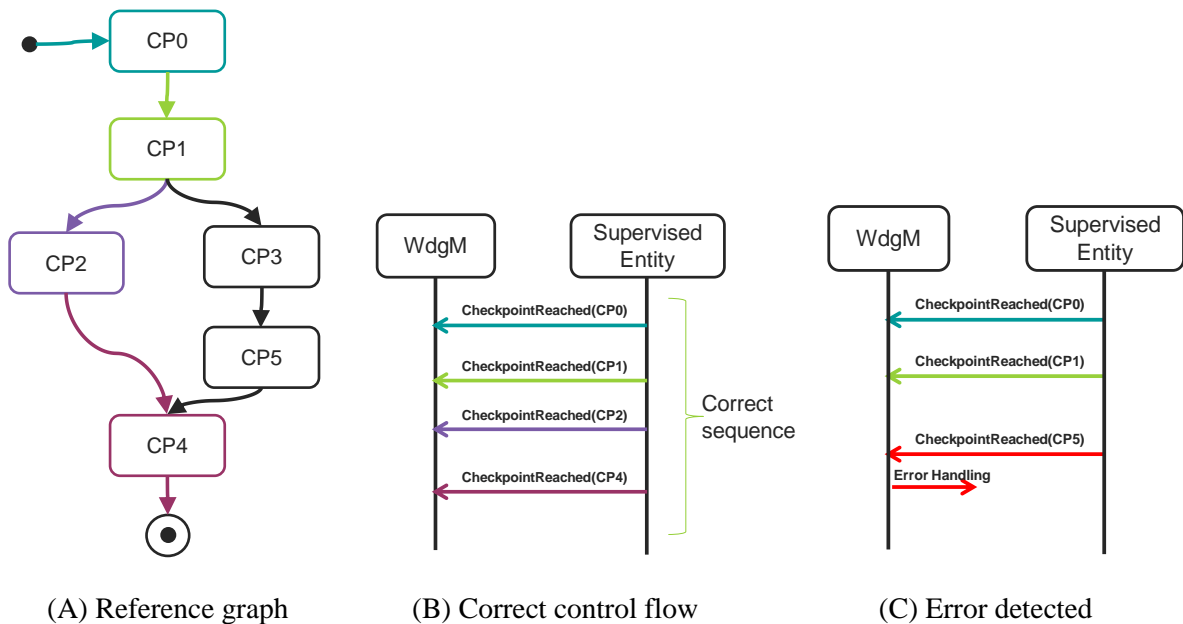 CP0
CP1
CP2
CP3
CP5
CP4
WdgM
Supervised
Entity
CheckpointReached(CP0)
CheckpointReached(CP1)
CheckpointReached(CP2)
CheckpointReached(CP4)
Correct
sequence
WdgM
Supervised
Entity
CheckpointReached(CP0)
CheckpointReached(CP1)
CheckpointReached(CP5)
Error Handling
(A) Reference graph
(B) Correct control flow
(C) Error detected